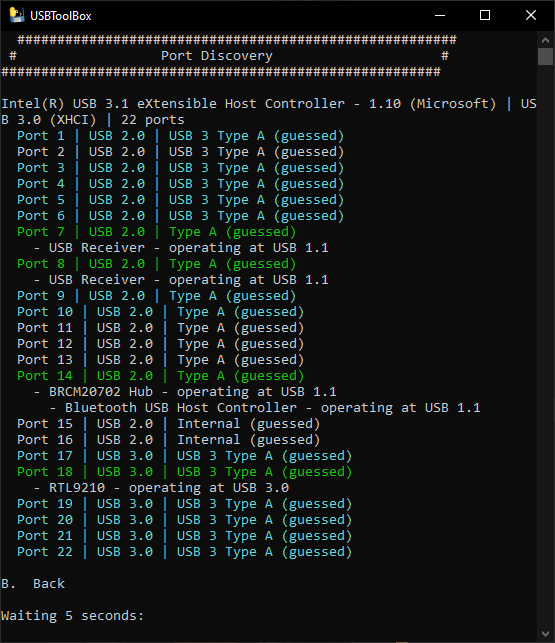 USBToolBox
#######################################################
#                  Port Discovery                     #
#######################################################
Intel(R) USB 3.1 eXtensible Host Controller - 1.10 (Microsoft) | US
B 3.0 (XHCI) | 22 ports
Port 1 | USB 2.0 | USB 3 Type A (guessed)
Port 2 | USB 2.0 | USB 3 Type A (guessed)
Port 3 | USB 2.0 | USB 3 Type A (guessed)
Port 4 | USB 2.0 | USB 3 Type A (guessed)
Port 5 | USB 2.0 | USB 3 Type A (guessed)
Port 6 | USB 2.0 | USB 3 Type A (guessed)
Port 7 | USB 2.0 | Type A (guessed)
- USB Receiver - operating at USB 1.1
Port 8 | USB 2.0 | Type A (guessed)
- USB Receiver - operating at USB 1.1
Port 9 | USB 2.0 | Type A (guessed)
Port 10 | USB 2.0 | Type A (guessed)
Port 11 | USB 2.0 | Type A (guessed)
Port 12 | USB 2.0 | Type A (guessed)
Port 13 | USB 2.0 | Type A (guessed)
Port 14 | USB 2.0 | Type A (guessed)
- BRCM20702 Hub - operating at USB 1.1
- Bluetooth USB Host Controller - operating at USB 1.1
Port 15 | USB 2.0 | Internal (guessed)
Port 16 | USB 2.0 | Internal (guessed)
Port 17 | USB 3.0 | USB 3 Type A (guessed)
Port 18 | USB 3.0 | USB 3 Type A (guessed)
- RTL9210 - operating at USB 3.0
Port 19 | USB 3.0 | USB 3 Type A (guessed)
Port 20 | USB 3.0 | USB 3 Type A (guessed)
Port 21 | USB 3.0 | USB 3 Type A (guessed)
Port 22 | USB 3.0 | USB 3 Type A (guessed)
B.  Back
Waiting 5 seconds: